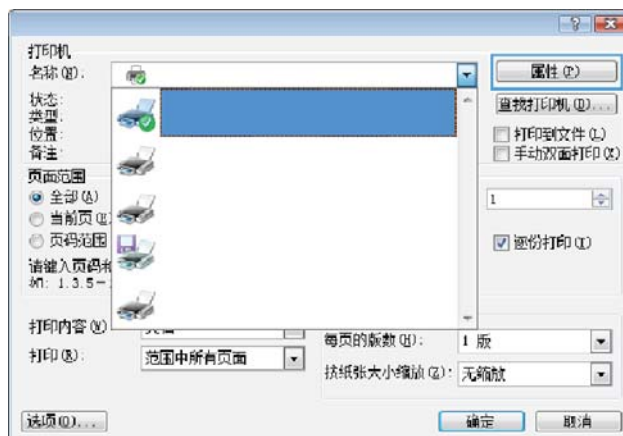 打印机
名称(N):
属性(P)
状态:
查找打印机(D)...
类型:
位置:
打印到文件(L)
备注:
手动双面打印(X)
页面范围
全部(A)
1
当前页(E
页码范围
逐份打印(T)
请键入页码和
如: 1.3.5-
打印内容(W)
每页的版数(H):
1 版
打印(R):
范围中所有页面
按纸张大小缩放(Z):
无缩放
选项(O)...
确定
取消